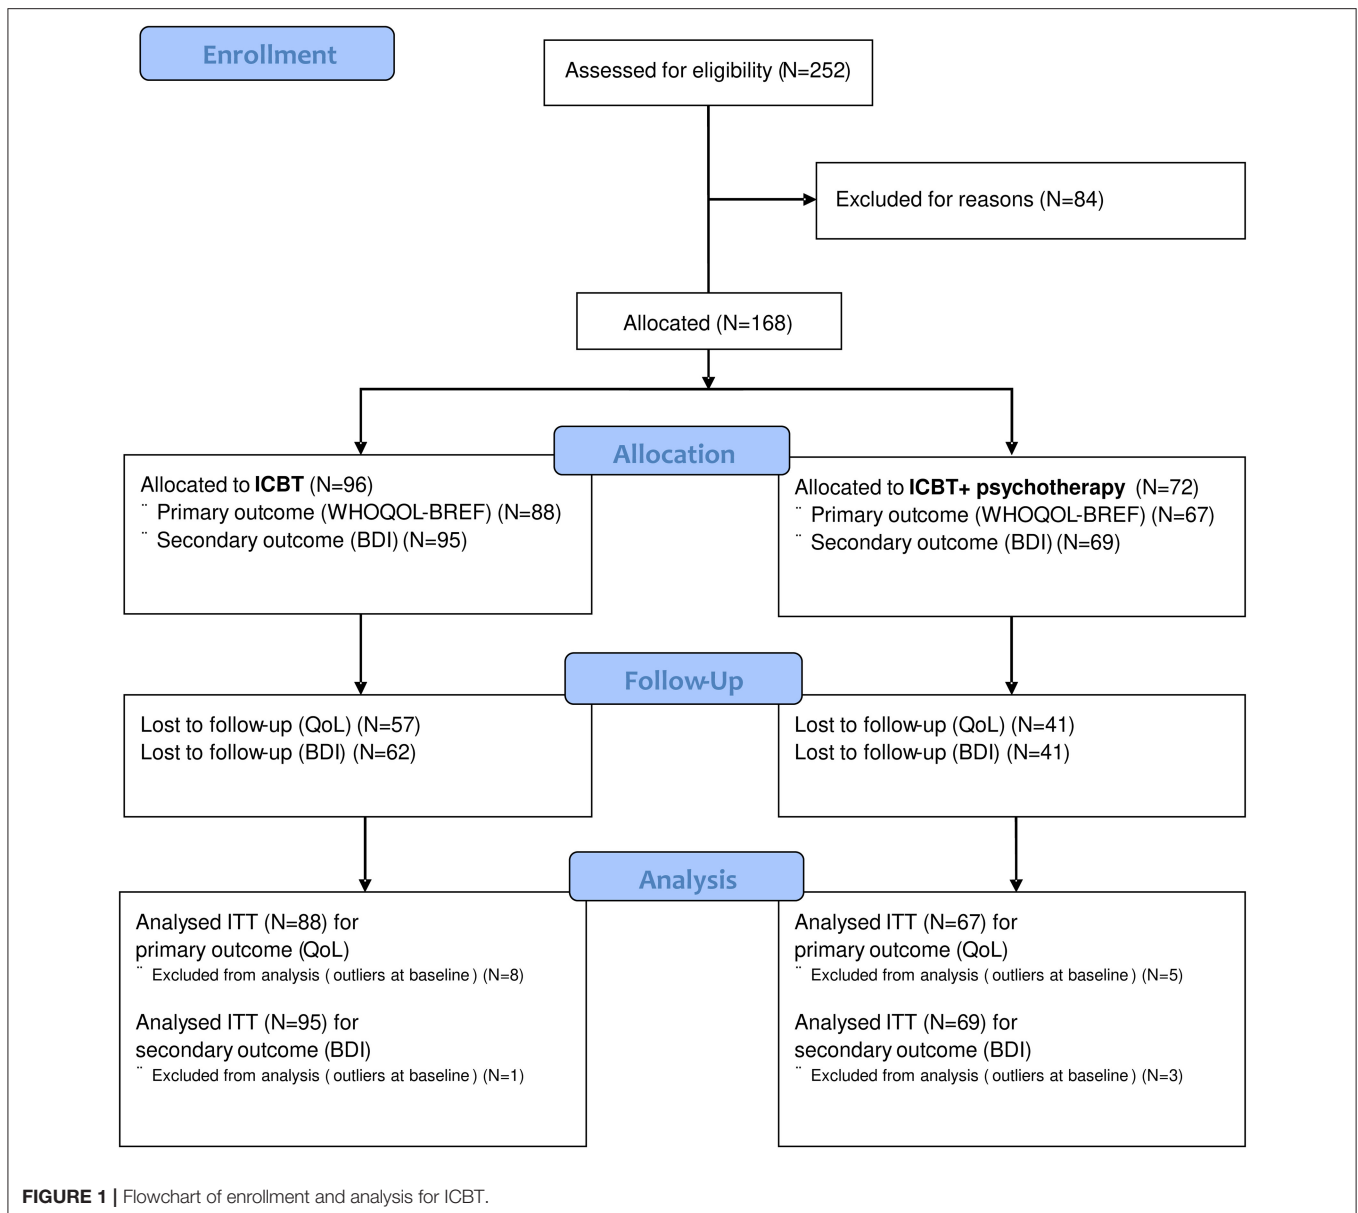 Enrollment
Assessed for eligibility (N=252)
Excluded for reasons (N=84)
Allocated (N=168)
Allocation
Allocated to ICBT (N=96)
¨ Primary outcome (WHOQOL-BREF) (N=88)
¨ Secondary outcome (BDI) (N=95)
Allocated to ICBT+ psychotherapy (N=72)
¨ Primary outcome (WHOQOL-BREF) (N=67)
¨ Secondary outcome (BDI) (N=69)
Follow-Up
Lost to follow-up (QoL) (N=57)
Lost to follow-up (BDI) (N=62)
Lost to follow-up (QoL) (N=41)
Lost to follow-up (BDI) (N=41)
Analysis
Analysed ITT (N=88) for
primary outcome (QoL)
¨ Excluded from analysis ( outliers at baseline ) (N=8)
Analysed ITT (N=95) for
secondary outcome (BDI)
¨ Excluded from analysis ( outliers at baseline ) (N=1)
Analysed ITT (N=67) for
primary outcome (QoL)
¨ Excluded from analysis ( outliers at baseline ) (N=5)
Analysed ITT (N=69) for
secondary outcome (BDI)
¨ Excluded from analysis ( outliers at baseline ) (N=3)
FIGURE 1 | Flowchart of enrollment and analysis for ICBT.